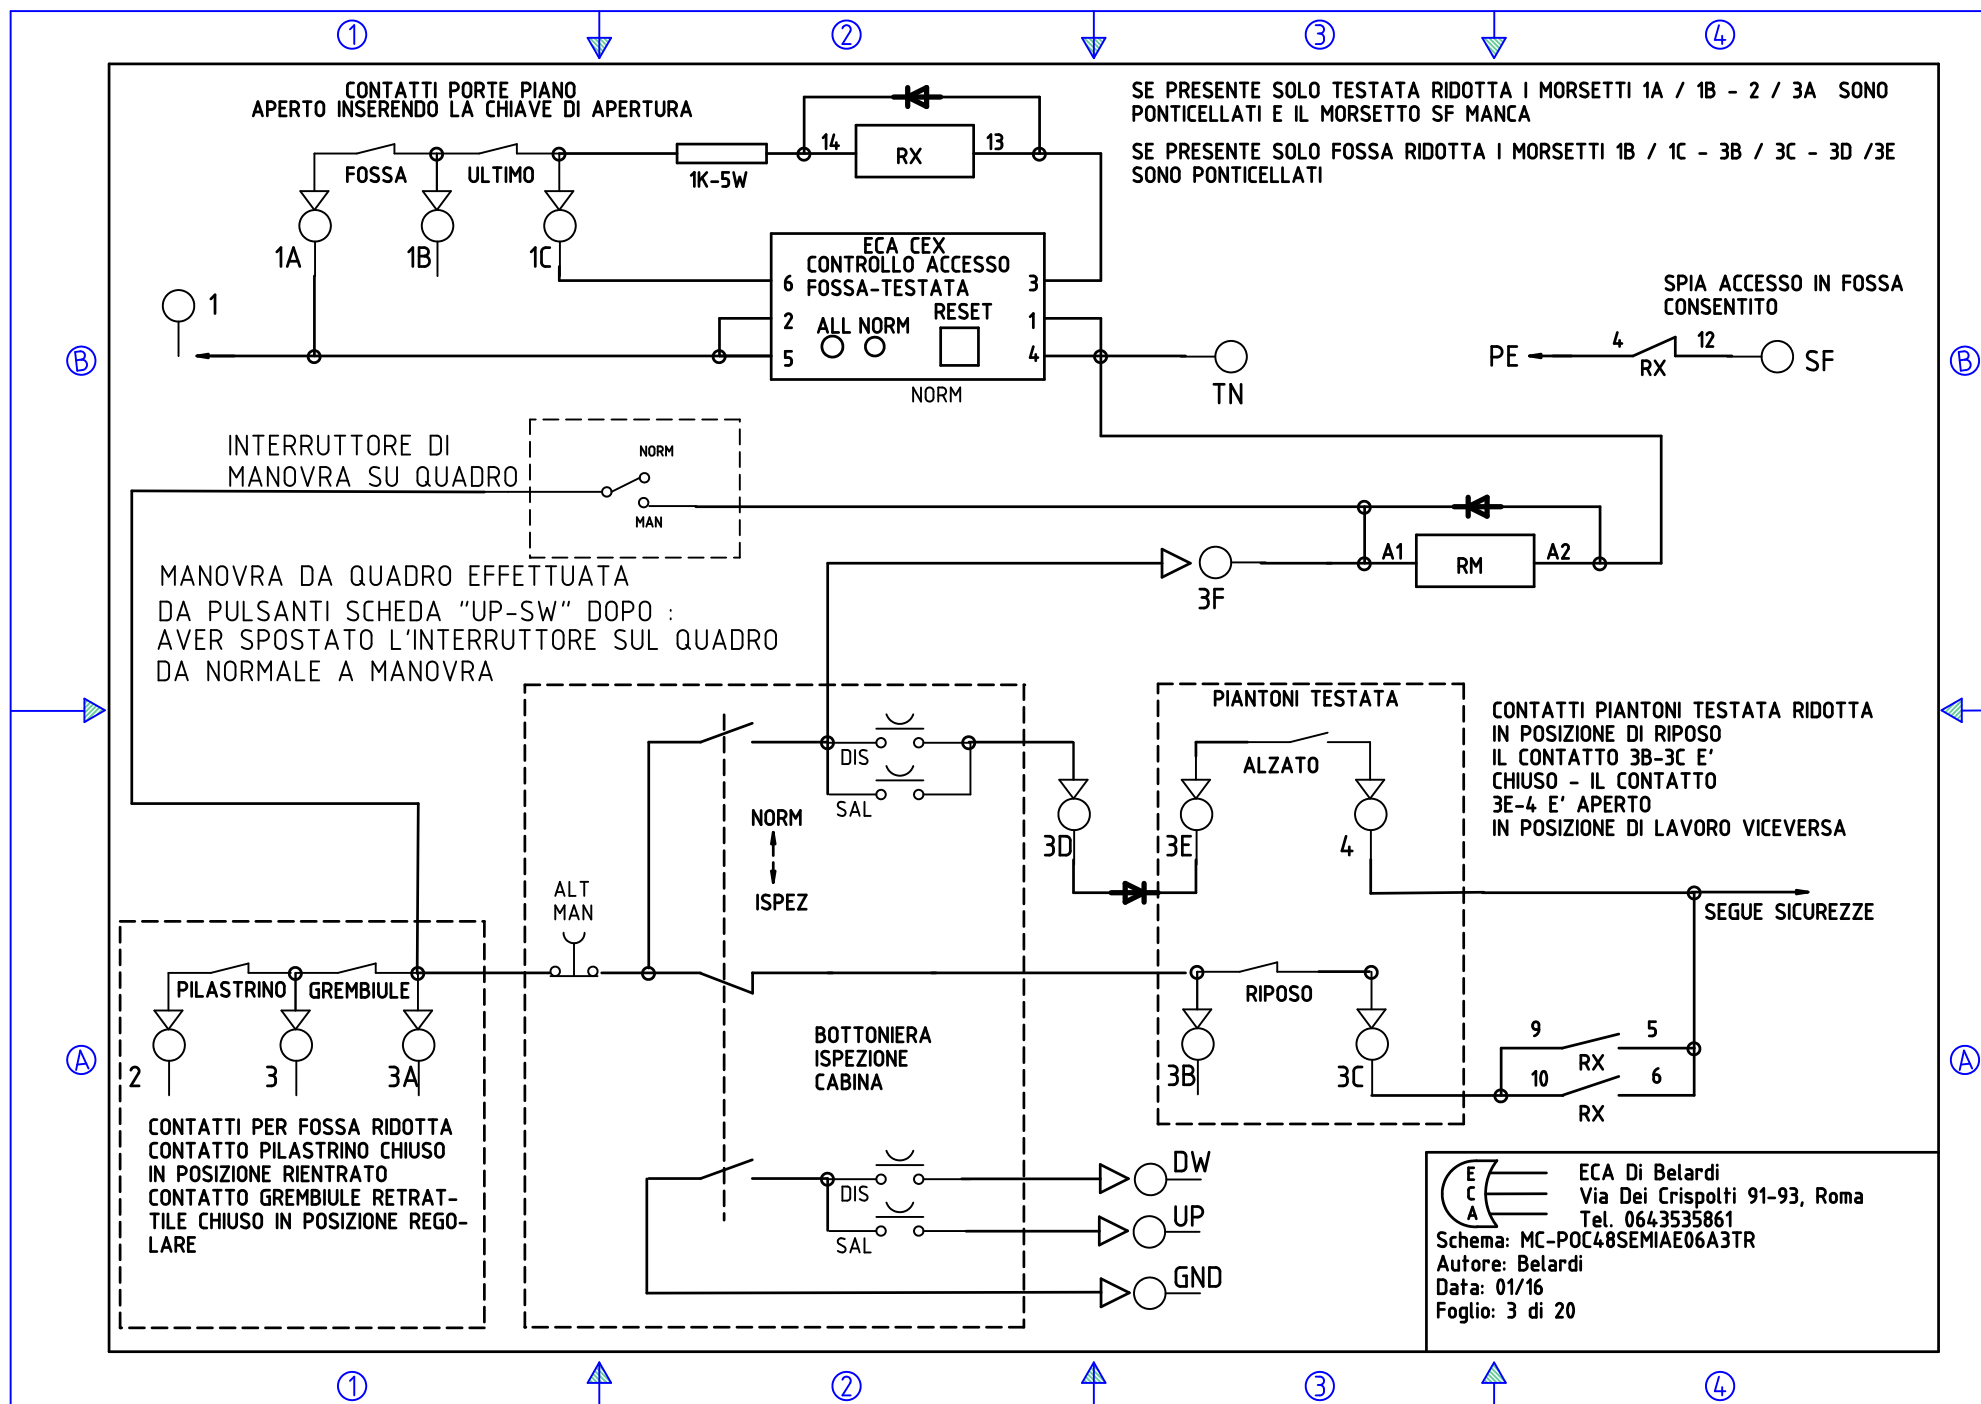 1
2
3
4
CONTATTI PORTE PIANO
APERTO INSERENDO LA CHIAVE DI APERTURA
FOSSA
ULTIMO
1K-5W
14
RX
13
1A
1B
1C
1
SE PRESENTE SOLO TESTATA RIDOTTA I MORSETTI 1A / 1B - 2 / 3A SONO
PONTICELLATI E IL MORSETTO SF MANCA
SE PRESENTE SOLO FOSSA RIDOTTA I MORSETTI 1B / 1C - 3B / 3C - 3D /3E
SONO PONTICELLATI
ECA CEX
CONTROLLO ACCESSO
FOSSA-TESTATA
RESET
ALL NORM
6
2
5
3
1
4
NORM
TN
SPIA ACCESSO IN FOSSA
CONSENTITO
PE
4
RX
12
SF
B
B
INTERRUTTORE DI
MANOVRA SU QUADRO
NORM
MAN
MANOVRA DA QUADRO EFFETTUATA
DA PULSANTI SCHEDA "UP-SW" DOPO :
AVER SPOSTATO L'INTERRUTTORE SUL QUADRO
DA NORMALE A MANOVRA
3F
A1
RM
A2
DIS
SAL
NORM
ISPEZ
3D
PIANTONI TESTATA
ALZATO
3E
4
CONTATTI PIANTONI TESTATA RIDOTTA
IN POSIZIONE DI RIPOSO
IL CONTATTO 3B-3C E'
CHIUSO - IL CONTATTO
3E-4 E' APERTO
IN POSIZIONE DI LAVORO VICEVERSA
SEGUE SICUREZZE
ALT
MAN
PILASTRINO
GREMBIULE
2
3
3A
CONTATTI PER FOSSA RIDOTTA
CONTATTO PILASTRINO CHIUSO
IN POSIZIONE RIENTRATO
CONTATTO GREMBIULE RETRAT-
TILE CHIUSO IN POSIZIONE REGO-
LARE
BOTTONIERA
ISPEZIONE
CABINA
RIPOSO
3B
3C
9
RX
5
10
RX
6
A
A
DIS
SAL
DW
UP
GND
E
C
A
ECA Di Belardi
Via Dei Crispolti 91-93, Roma
Tel. 0643535861
Schema: MC-POC48SEMIAE06A3TR
Autore: Belardi
Data: 01/16
Foglio: 3 di 20
1
2
3
4